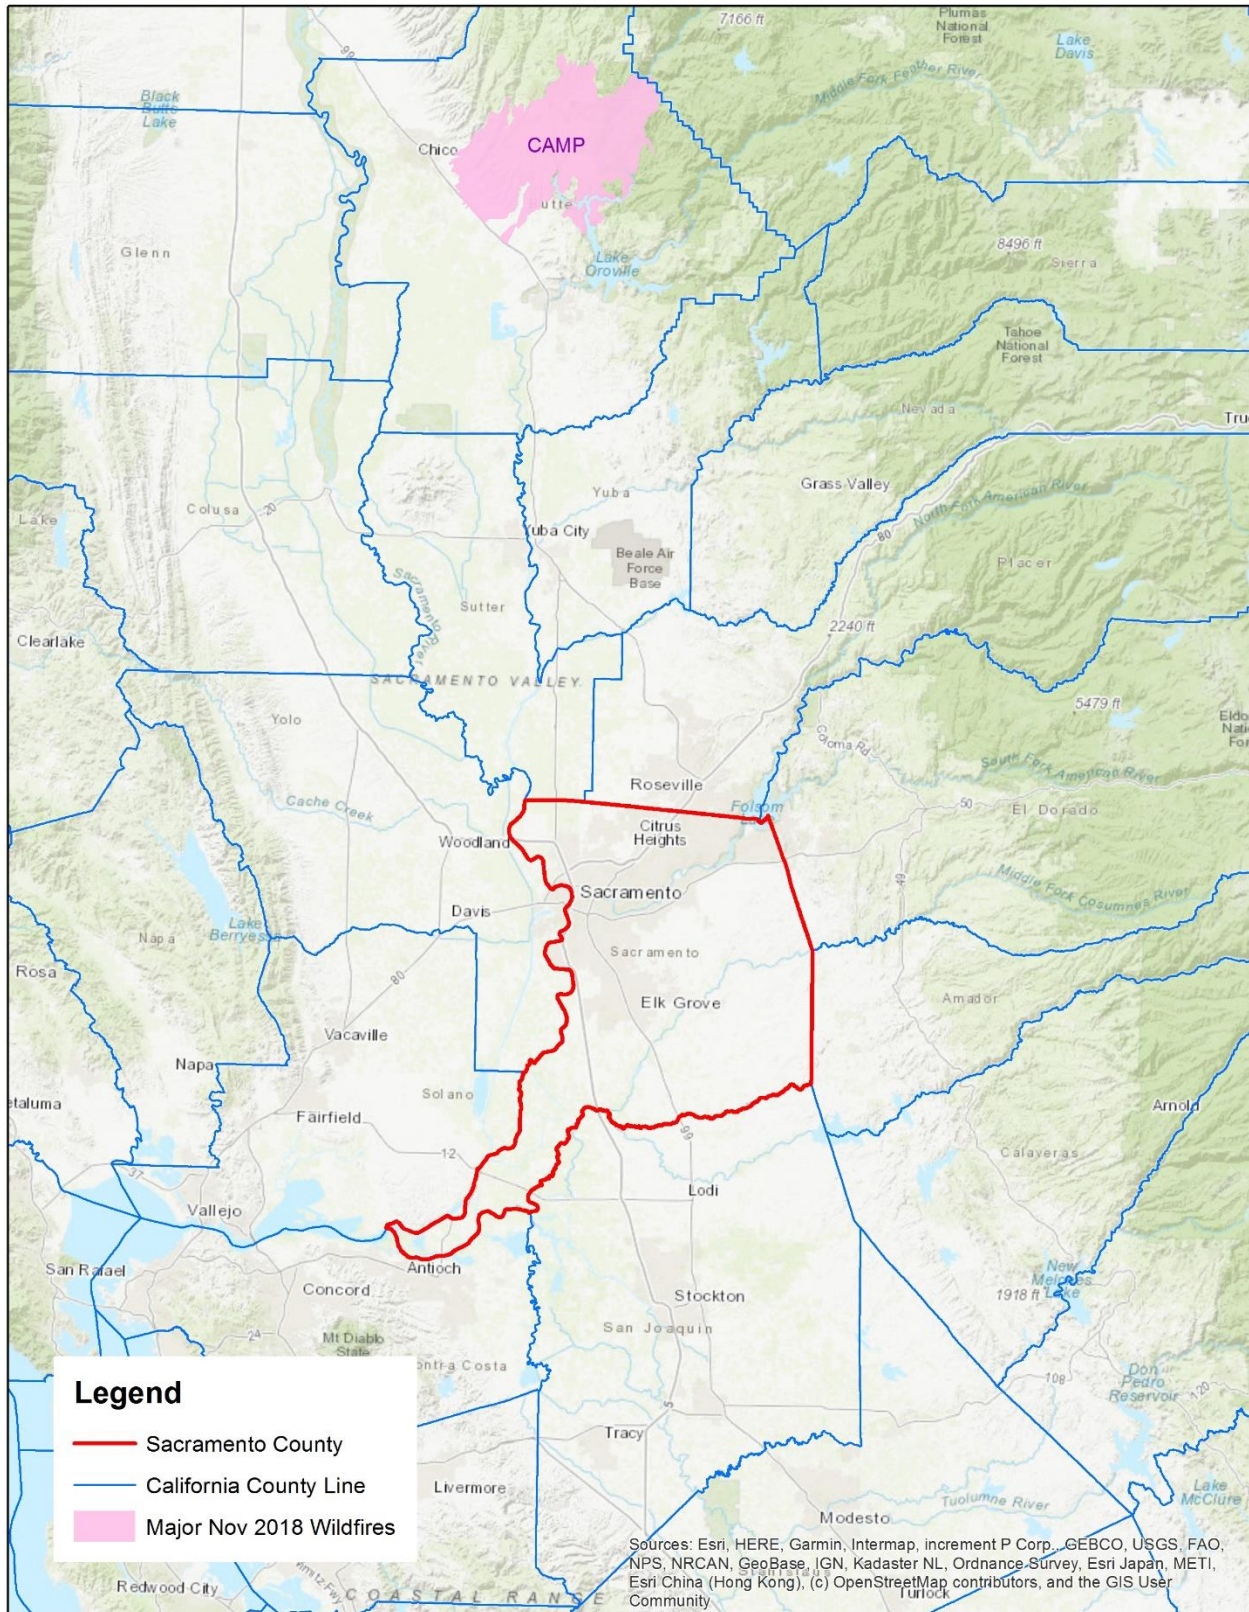 7166 ft
Plumas
National
Forest
Lake
Davis
99
Middle Fork Feather River
Black
Butte
Lake
Chico
CAMP
utte
Glenn
Lake
Oroville
8496 ft
Sierra
Tahoe
National
Forest
Nevada
Tru
Grass Valley
Yuba
North Fork American River
Colusa
20
Lake
Yuba City
80
Beale Air
Force
Base
Placer
Sacramento
River
Sutter
2240 ft
Clearlake
SACRAMENTO VALLEY
5479 ft
Yolo
Eldo
Nati
For
Coloma Rd
South Fork American River
Roseville
Folsom
50
El Dorado
Cache Creek
Citrus
Heights
Woodland
49
Middle Fork Cosumnes River
Sacramento
Davis
Lake
Berryessa
Napa
Sacramento
Rosa
80
Elk Grove
Amador
Vacaville
Napa
Solano
etaluma
Fairfield
Arnold
99
12
Calaveras
37
Lodi
Vallejo
San Rafael
Antioch
Concord
New
Melones
Lake
1918 ft
Stockton
24
Mt Diablo
State
San Joaquin
ontra Costa
108
Don
Pedro
Reservoir
120
Legend
Sacramento County
California County Line
Major Nov 2018 Wildfires
5
Tracy
Livermore
Lake
McClure
Tuolumne River
Modesto
Sources: Esri, HERE, Garmin, Intermap, increment P Corp., GEBCO, USGS, FAO,
NPS, NRCAN, GeoBase, IGN, Kadaster NL, Ordnance Survey, Esri Japan, METI,
Esri China (Hong Kong), (c) OpenStreetMap contributors, and the GIS User
Community
Stanislaus
Redwood City
COASTAL RANGE
Turlock